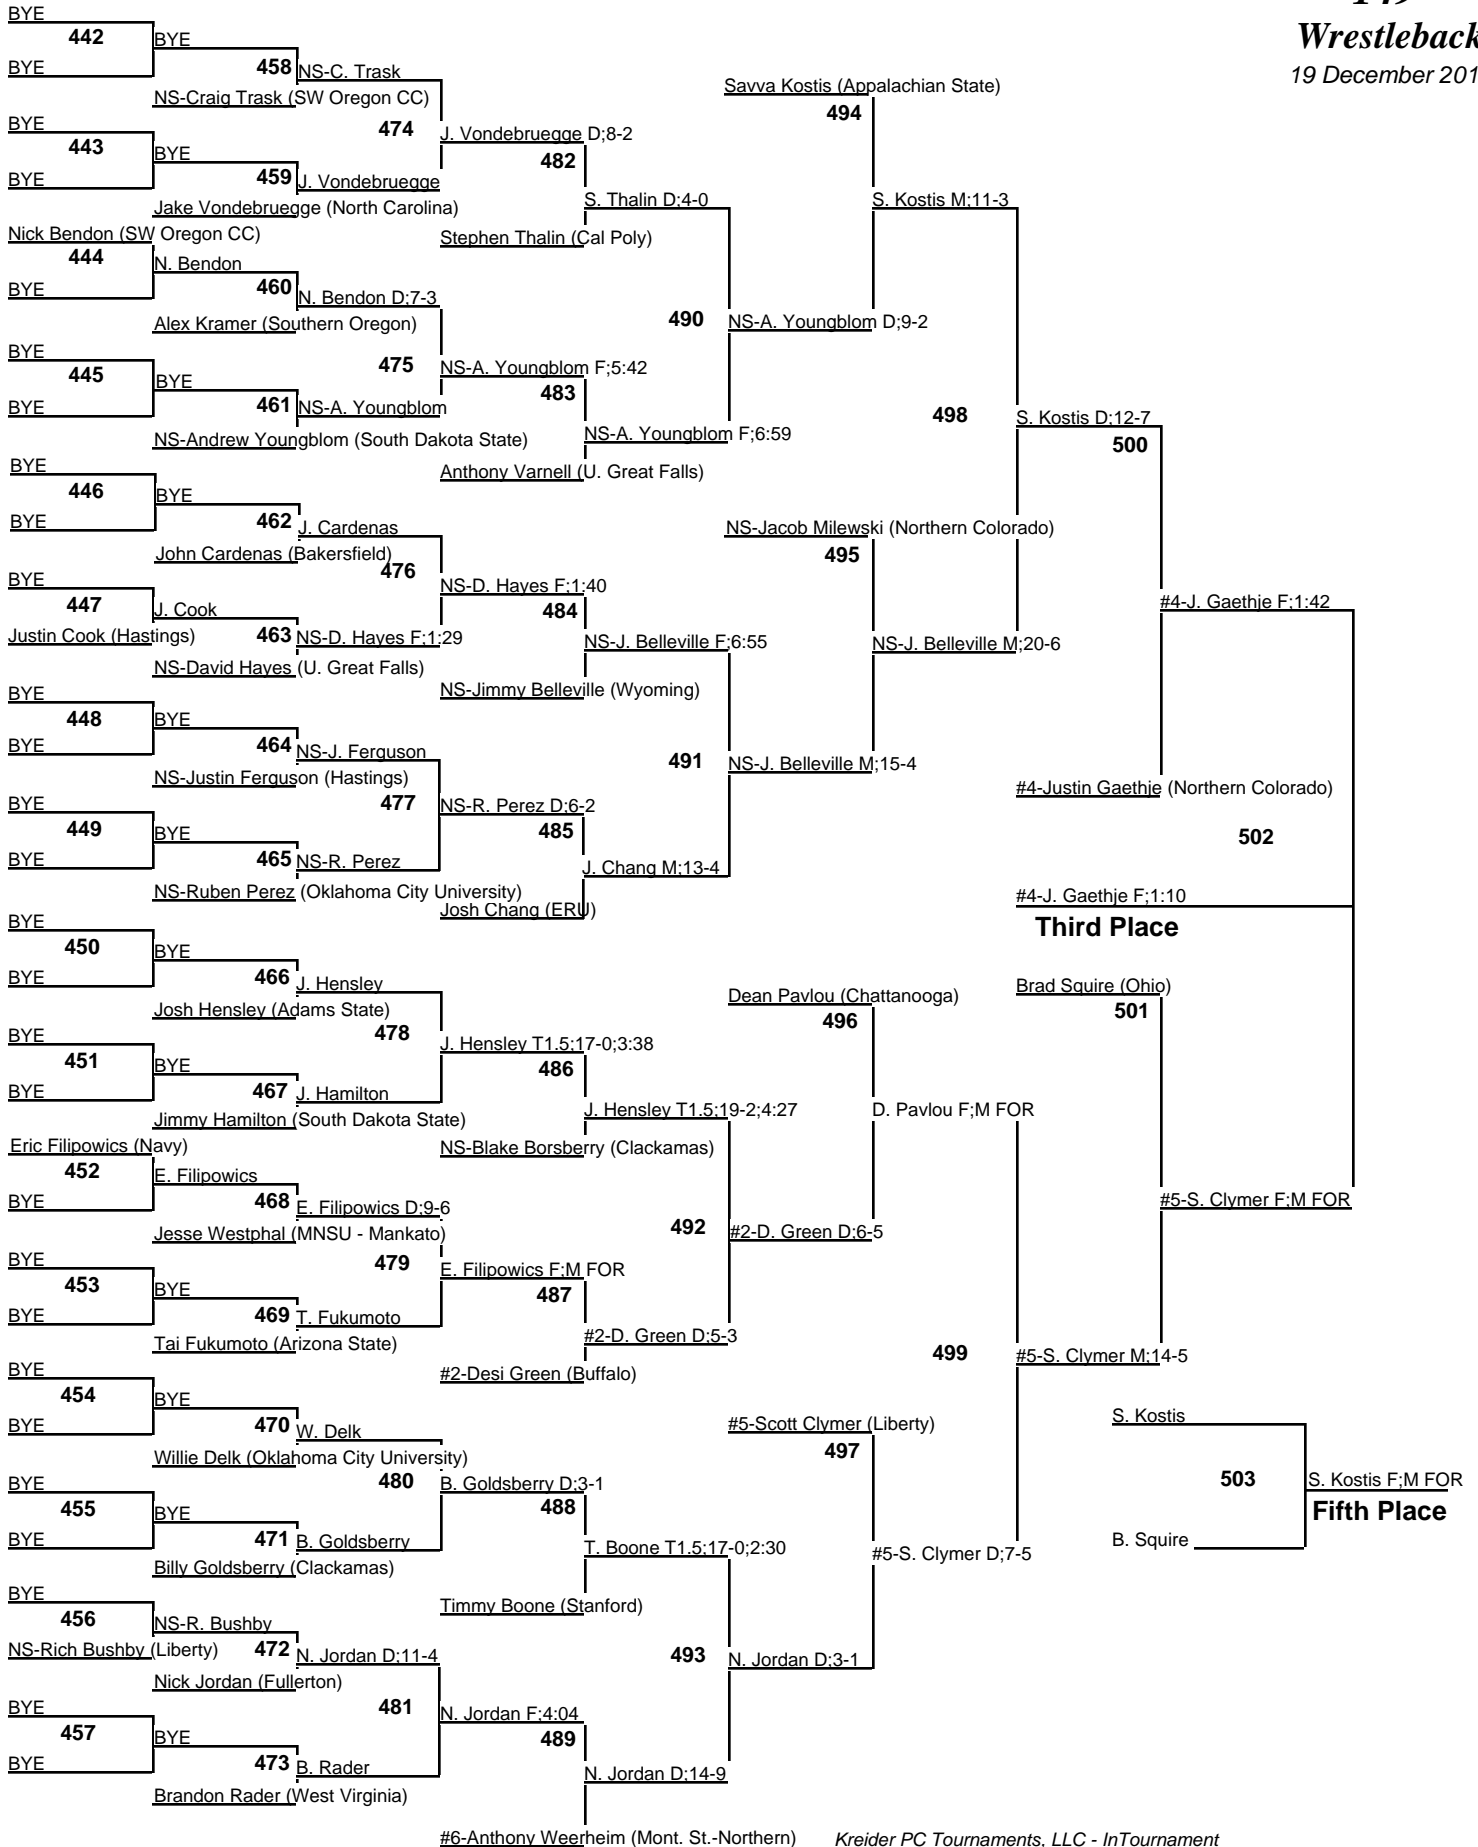 Wrestleback
19 December 201
BYE
442
BYE
BYE
458
NS-C. Trask
NS-Craig Trask (SW Oregon CC)
474
BYE
443
BYE
BYE
459
J. Vondebruegge
Jake Vondebruegge (North Carolina)
J. Vondebruegge D;8-2
482
S. Thalin D;4-0
Stephen Thalin (Cal Poly)
Nick Bendon (SW Oregon CC)
444
BYE
N. Bendon
460
N. Bendon D;7-3
Alex Kramer (Southern Oregon)
475
BYE
445
BYE
BYE
461
NS-A. Youngblom
NS-Andrew Youngblom (South Dakota State)
NS-A. Youngblom F;5:42
483
NS-A. Youngblom F;6:59
Anthony Varnell (U. Great Falls)
490
NS-A. Youngblom D;9-2
Savva Kostis (Appalachian State)
494
S. Kostis M;11-3
BYE
446
BYE
BYE
462
J. Cardenas
John Cardenas (Bakersfield)
476
BYE
447
Justin Cook (Hastings)
J. Cook
463
NS-D. Hayes F;1:29
NS-David Hayes (U. Great Falls)
NS-D. Hayes F;1:40
484
NS-J. Belleville F;6:55
NS-Jimmy Belleville (Wyoming)
BYE
448
BYE
BYE
464
NS-J. Ferguson
NS-Justin Ferguson (Hastings)
477
BYE
449
BYE
BYE
465
NS-R. Perez
NS-Ruben Perez (Oklahoma City University)
NS-R. Perez D;6-2
485
J. Chang M;13-4
Josh Chang (ERU)
491
NS-J. Belleville M;15-4
NS-Jacob Milewski (Northern Colorado)
495
NS-J. Belleville M;20-6
498
S. Kostis D;12-7
500
#4-J. Gaethje F;1:42
#4-Justin Gaethje (Northern Colorado)
502
#4-J. Gaethje F;1:10
Third Place
BYE
450
BYE
BYE
466
J. Hensley
Josh Hensley (Adams State)
478
BYE
451
BYE
BYE
467
J. Hamilton
Jimmy Hamilton (South Dakota State)
J. Hensley T1.5;17-0;3:38
486
J. Hensley T1.5;19-2;4:27
NS-Blake Borsberry (Clackamas)
Eric Filipowics (Navy)
452
BYE
E. Filipowics
468
E. Filipowics D;9-6
Jesse Westphal (MNSU - Mankato)
479
BYE
453
BYE
BYE
469
T. Fukumoto
Tai Fukumoto (Arizona State)
E. Filipowics F;M FOR
487
#2-D. Green D;5-3
#2-Desi Green (Buffalo)
492
#2-D. Green D;6-5
Dean Pavlou (Chattanooga)
496
D. Pavlou F;M FOR
BYE
454
BYE
BYE
470
W. Delk
Willie Delk (Oklahoma City University)
480
BYE
455
BYE
BYE
471
B. Goldsberry
Billy Goldsberry (Clackamas)
B. Goldsberry D;3-1
488
T. Boone T1.5;17-0;2:30
Timmy Boone (Stanford)
BYE
456
NS-Rich Bushby (Liberty)
NS-R. Bushby
472
N. Jordan D;11-4
Nick Jordan (Fullerton)
481
BYE
457
BYE
BYE
473
B. Rader
Brandon Rader (West Virginia)
N. Jordan F;4:04
489
N. Jordan D;14-9
#6-Anthony Weerheim (Mont. St.-Northern)
493
N. Jordan D;3-1
#5-Scott Clymer (Liberty)
497
#5-S. Clymer D;7-5
499
#5-S. Clymer M;14-5
Brad Squire (Ohio)
501
#5-S. Clymer F;M FOR
S. Kostis
503
B. Squire
S. Kostis F;M FOR
Fifth Place
Kreider PC Tournaments, LLC - InTournament